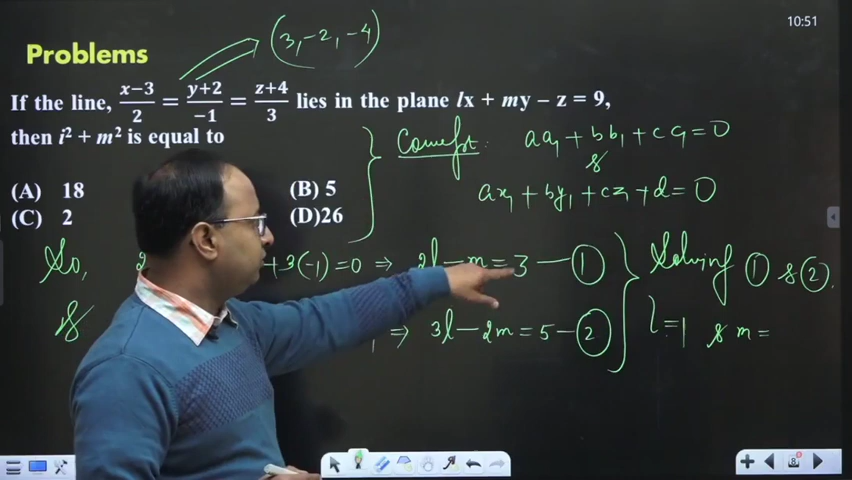 10:51
(3, -2, -4)
Problems
If the line, x-3/2 = y+2/-1 = z+4/3 lies in the plane lx + my – z = 9,
then i² + m² is equal to
(A) 18 (B) 5
(C) 2 (D)26
Concept: aa₁ + bb₁ + cc₁ = 0
&
ax₁ + by₁ + cz₁ + d = 0
So, 2 + 3(-1) = 0 ⇒ 2l - m = 3 — ①
& ⇒ 3l - 2m = 5 - ②
Solving ① & ②.
l = 1 & m =